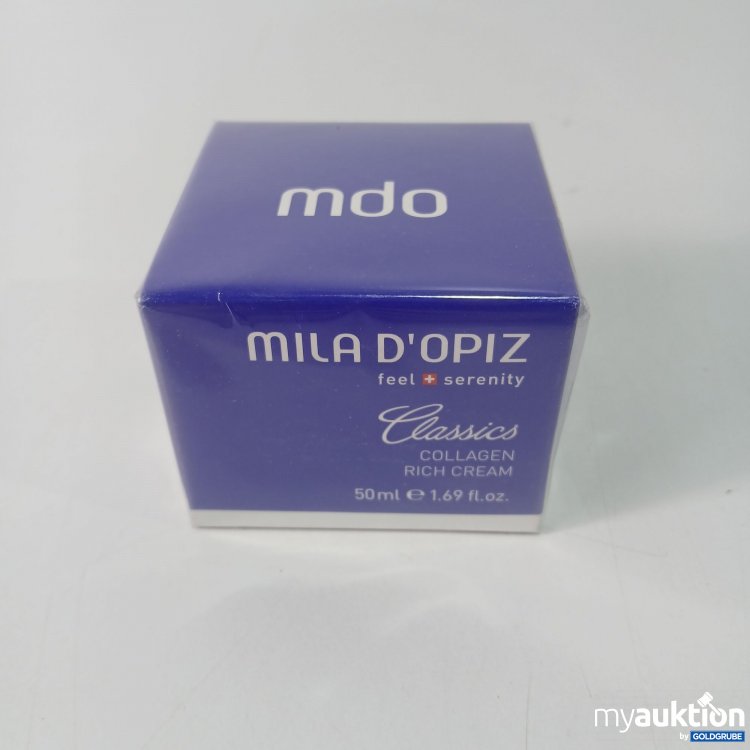 mdo
MILA D'OPIZ
feel + serenity
Classics
COLLAGEN
RICH CREAM
50ml ℮ 1.69 fl.oz.
myauktion
by GOLDGRUBE